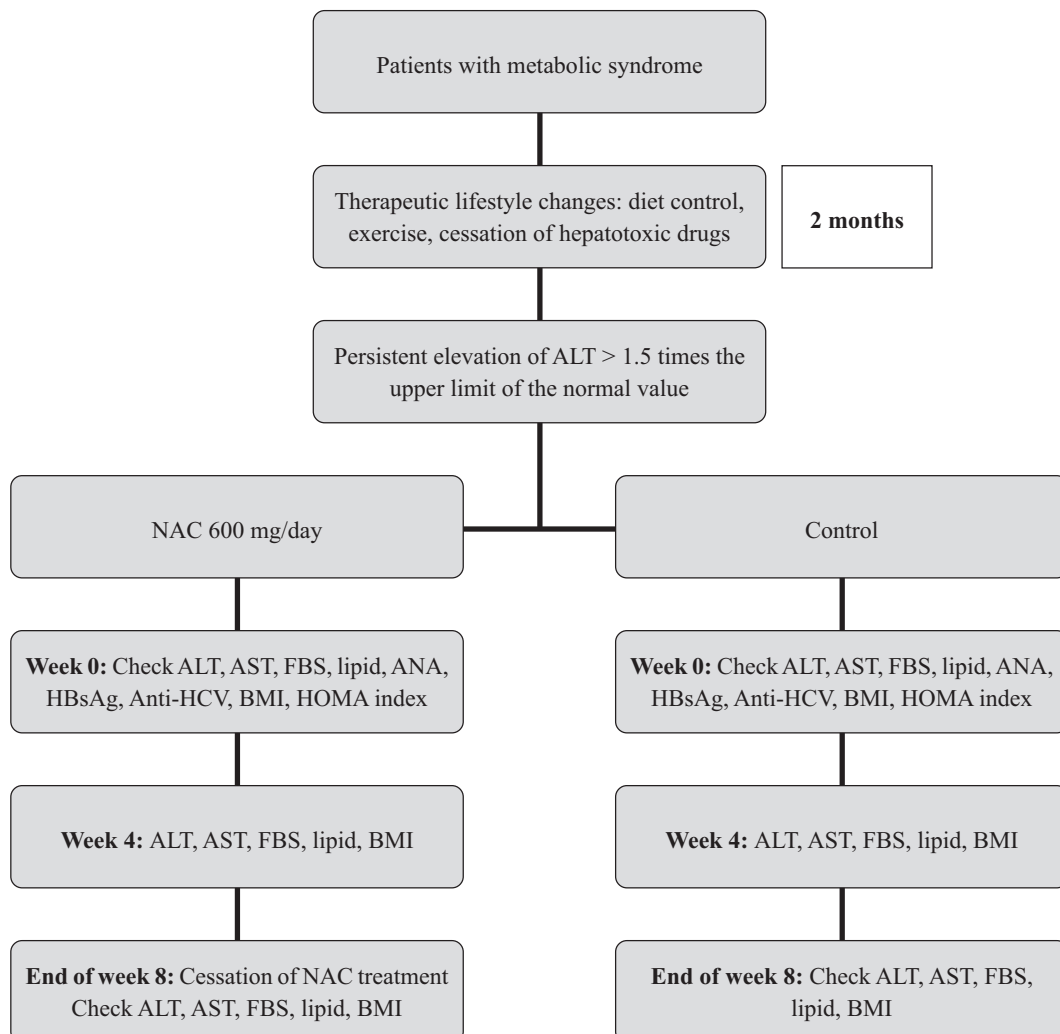 Patients with metabolic syndrome
Therapeutic lifestyle changes: diet control,
exercise, cessation of hepatotoxic drugs
2 months
Persistent elevation of ALT > 1.5 times the
upper limit of the normal value
NAC 600 mg/day
Control
Week 0: Check ALT, AST, FBS, lipid, ANA,
HBsAg, Anti-HCV, BMI, HOMA index
Week 0: Check ALT, AST, FBS, lipid, ANA,
HBsAg, Anti-HCV, BMI, HOMA index
Week 4: ALT, AST, FBS, lipid, BMI
Week 4: ALT, AST, FBS, lipid, BMI
End of week 8: Cessation of NAC treatment
Check ALT, AST, FBS, lipid, BMI
End of week 8: Check ALT, AST, FBS,
lipid, BMI